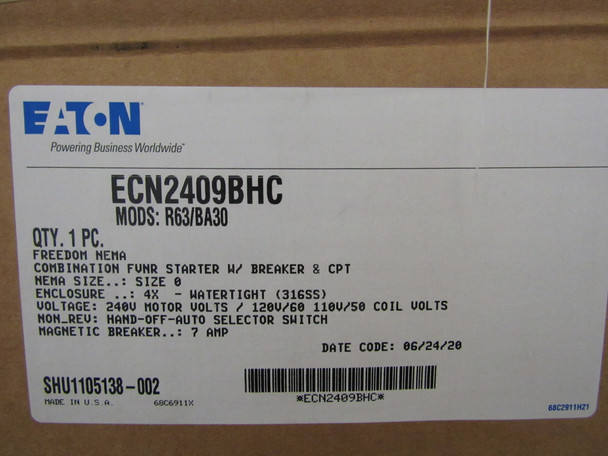 EATON
Powering Business Worldwide™
ECN2409BHC
MODS: R63/BA30
QTY. 1 PC.
FREEDOM NEMA
COMBINATION FVNR STARTER W/ BREAKER & CPT
NEMA SIZE..: SIZE 0
ENCLOSURE ..: 4X - WATERTIGHT (316SS)
VOLTAGE: 240V MOTOR VOLTS / 120V/60 110V/50 COIL VOLTS
NON_REV: HAND-OFF-AUTO SELECTOR SWITCH
MAGNETIC BREAKER..: 7 AMP
DATE CODE: 06/24/20
SHU1105138-002
MADE IN U.S.A. 68C6911X
*ECN2409BHC*
68C2911H21